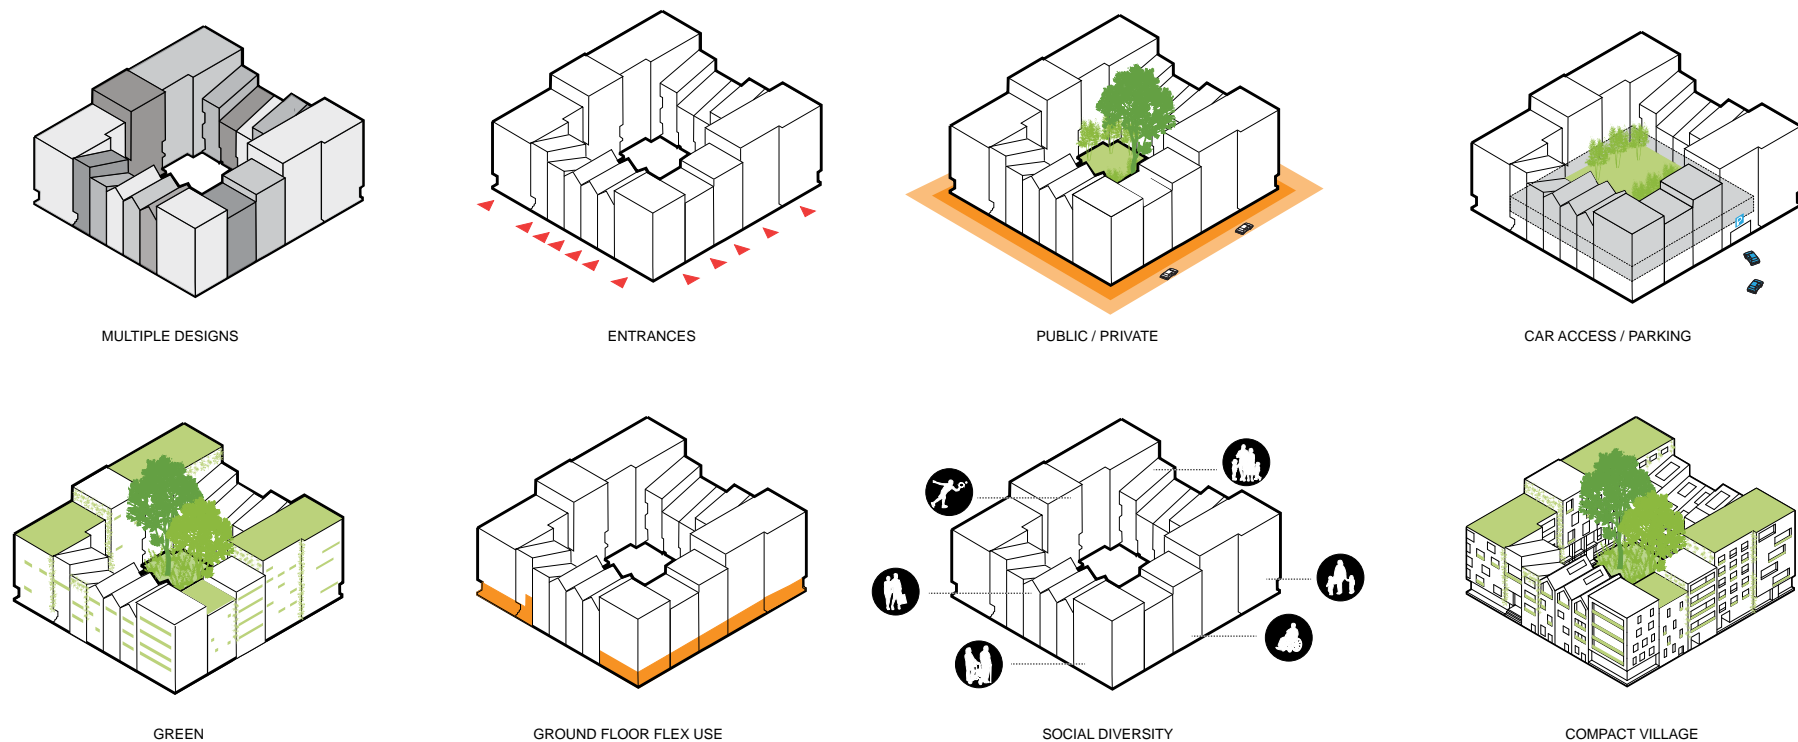 MULTIPLE DESIGNS
ENTRANCES
PUBLIC / PRIVATE
P
CAR ACCESS / PARKING
GREEN
GROUND FLOOR FLEX USE
SOCIAL DIVERSITY
COMPACT VILLAGE